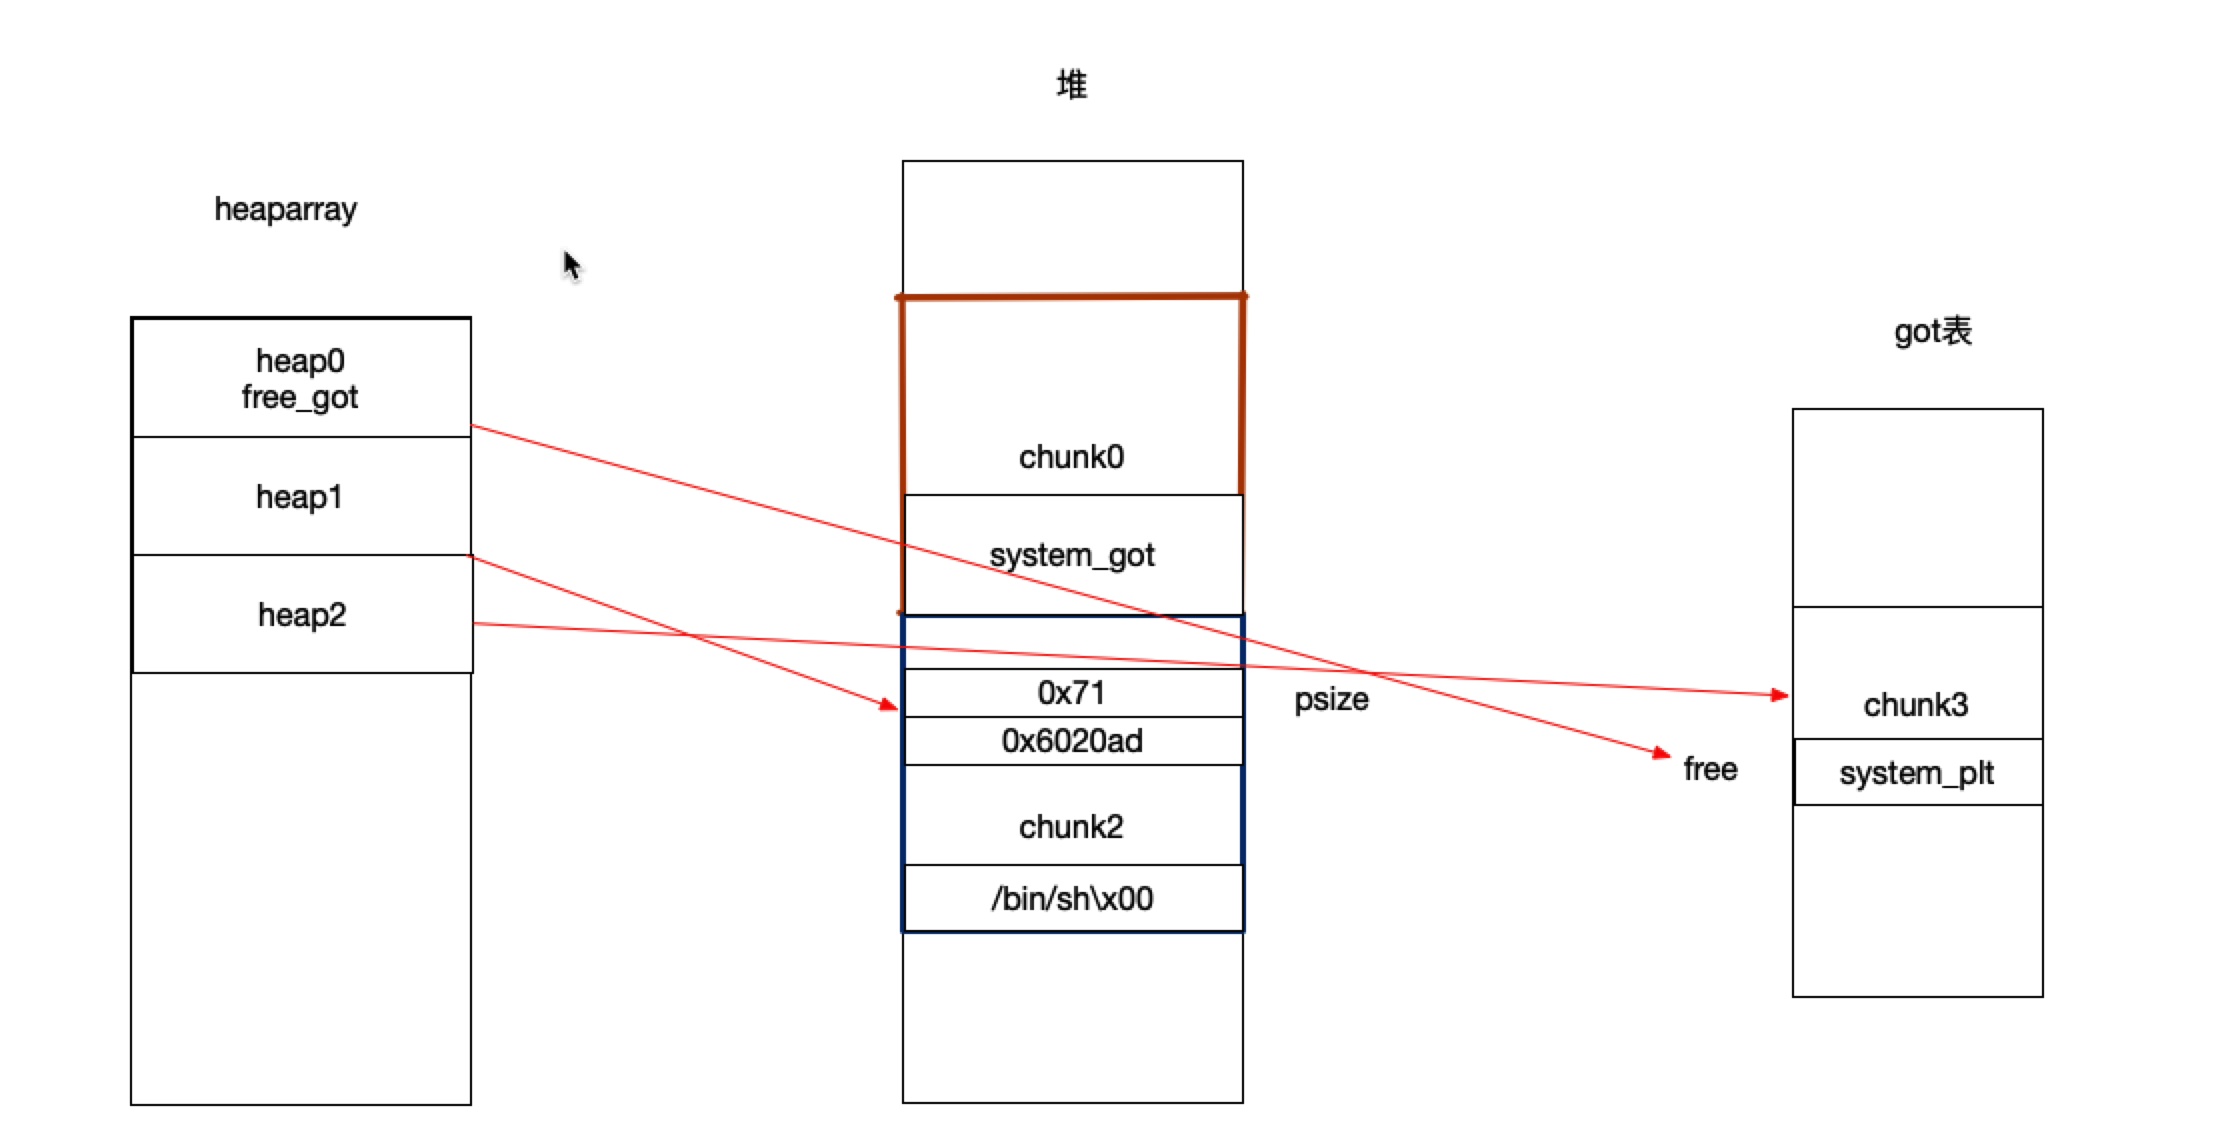 堆
heaparray
heap0
free_got
heap1
heap2
chunk0
system_got
0x71
0x6020ad
chunk2
/bin/sh\x00
psize
got表
free
chunk3
system_plt